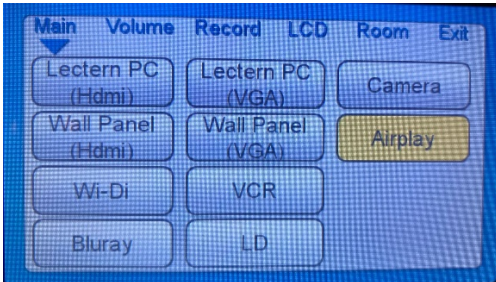 Main Volume Record LCD Room Exit
Lectern PC
(Hdmi)
Lectern PC
(VGA)
Camera
Wall Panel
(Hdmi)
Wall Panel
(VGA)
Airplay
Wi-Di
VCR
Bluray
LD